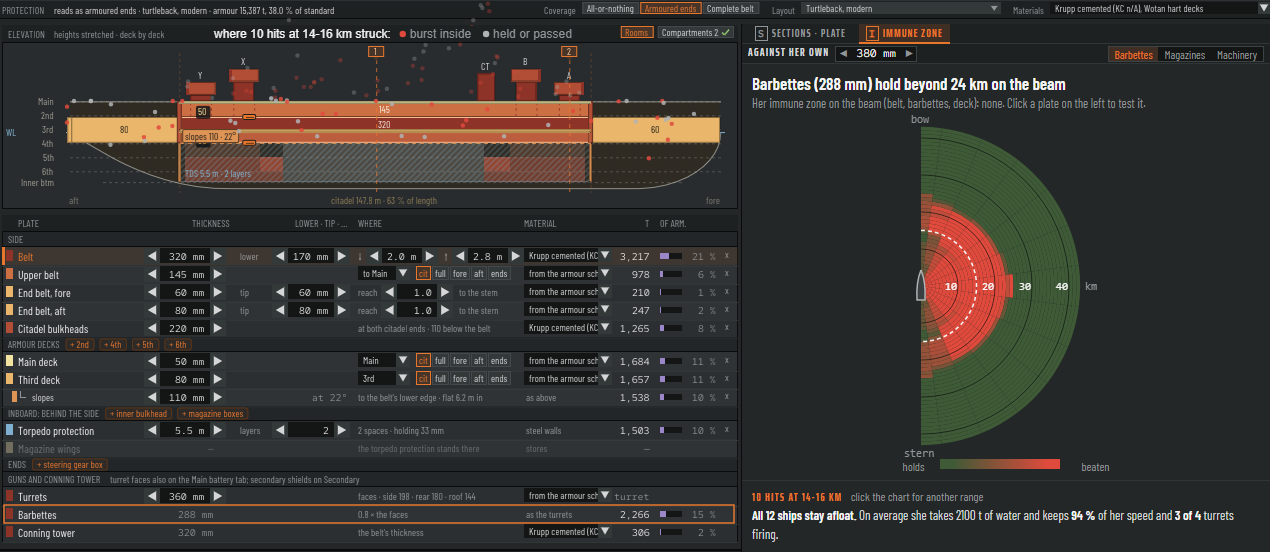 PROTECTION reads as armoured ends · turtleback, modern · armour 15,387 t, 38.0 % of standard Coverage All-or-nothing Armoured ends Complete belt Layout Turtleback, modern Materials Krupp cemented (KC n/A), Wotan hart decks
ELEVATION heights stretched · deck by deck where 10 hits at 14-16 km struck: burst inside held or passed Rooms Compartments 2 ✓
1 2
Y X CT B A
Main
2nd
3rd
4th
5th
6th
Inner btm
WL
50 145
80 320 60
slopes 110 · 22°
TDS 5.5 m · 2 layers
aft citadel 147.8 m · 63 % of length fore
PLATE THICKNESS LOWER · TIP · ... WHERE MATERIAL T OF ARM.
SIDE
Belt 320 mm lower 170 mm ↓ 2.0 m ↑ 2.8 m Krupp cemented (KC 3,217 21 % x
Upper belt 145 mm to Main cit full fore aft ends from the armour sch 978 6 % x
End belt, fore 60 mm tip 60 mm reach 1.0 to the stem from the armour sch 210 1 % x
End belt, aft 80 mm tip 80 mm reach 1.0 to the stern from the armour sch 247 2 % x
Citadel bulkheads 220 mm at both citadel ends · 110 below the belt Krupp cemented (KC 1,265 8 % x
ARMOUR DECKS + 2nd + 4th + 5th + 6th
Main deck 50 mm Main cit full fore aft ends from the armour sch 1,684 11 % x
Third deck 80 mm 3rd cit full fore aft ends from the armour sch 1,657 11 % x
slopes 110 mm at 22° to the belt's lower edge · flat 6.2 m in as above 1,538 10 % x
INBOARD: BEHIND THE SIDE + inner bulkhead + magazine boxes
Torpedo protection 5.5 m layers 2 2 spaces · holding 33 mm steel walls 1,503 10 % x
Magazine wings — the torpedo protection stands there stores —
ENDS + steering gear box
GUNS AND CONNING TOWER turret faces also on the Main battery tab; secondary shields on Secondary
Turrets 360 mm faces · side 198 · rear 180 · roof 144 from the armour sch turret
Barbettes 288 mm 0.8 × the faces as the turrets 2,266 15 %
Conning tower 320 mm the belt's thickness Krupp cemented (KC 306 2 %
S SECTIONS · PLATE I IMMUNE ZONE
AGAINST HER OWN 380 mm Barbettes Magazines Machinery
Barbettes (288 mm) hold beyond 24 km on the beam
Her immune zone on the beam (belt, barbettes, deck): none. Click a plate on the left to test it.
bow
10 20 30 40 km
stern
holds beaten
10 HITS AT 14-16 KM click the chart for another range
All 12 ships stay afloat. On average she takes 2100 t of water and keeps 94 % of her speed and 3 of 4 turrets
firing.